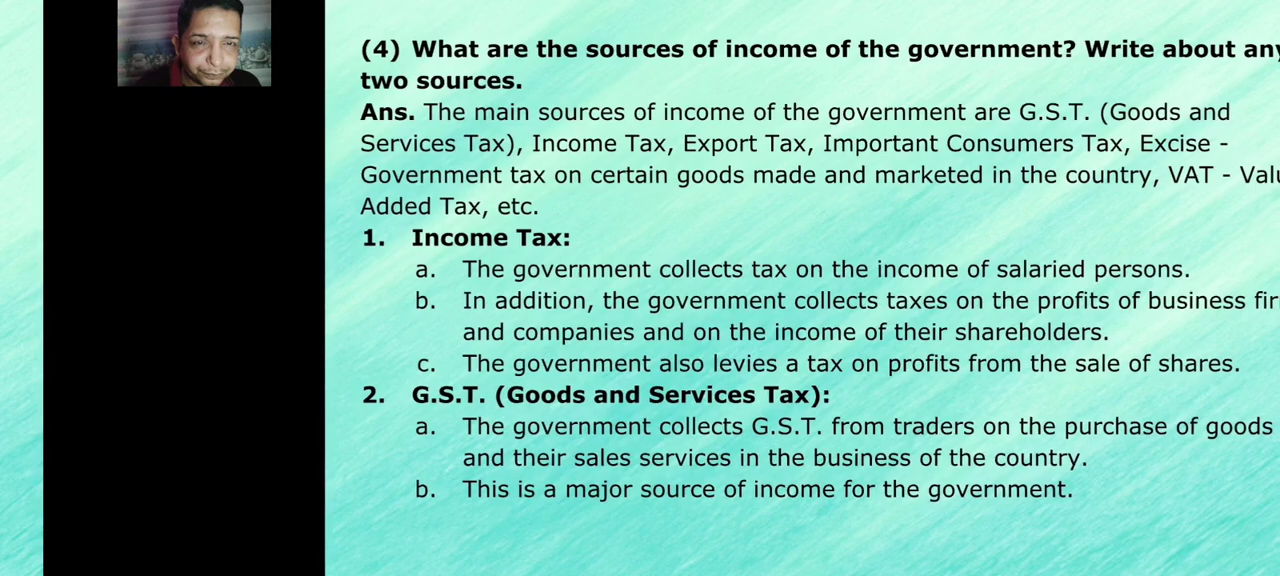 (4) What are the sources of income of the government? Write about any
two sources.
Ans. The main sources of income of the government are G.S.T. (Goods and
Services Tax), Income Tax, Export Tax, Important Consumers Tax, Excise -
Government tax on certain goods made and marketed in the country, VAT - Valu
Added Tax, etc.
1. Income Tax:
a. The government collects tax on the income of salaried persons.
b. In addition, the government collects taxes on the profits of business fir
and companies and on the income of their shareholders.
c. The government also levies a tax on profits from the sale of shares.
2. G.S.T. (Goods and Services Tax):
a. The government collects G.S.T. from traders on the purchase of goods
and their sales services in the business of the country.
b. This is a major source of income for the government.